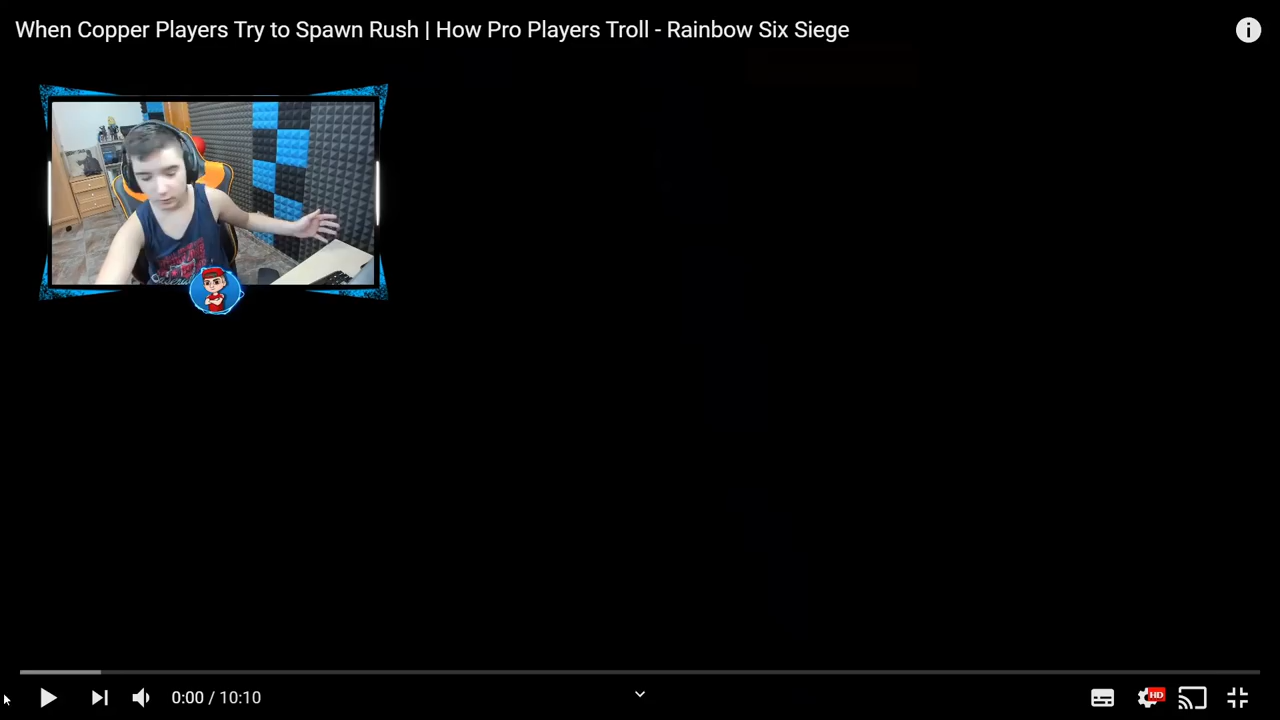 When Copper Players Try to Spawn Rush | How Pro Players Troll - Rainbow Six Siege
0:00 / 10:10
HD